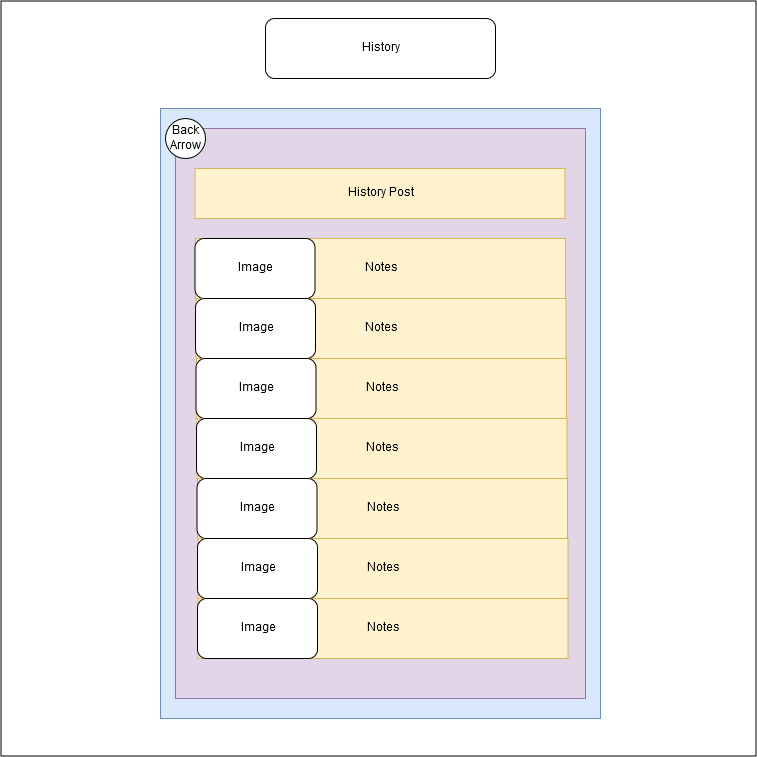 History
Back
Arrow
History Post
Image
Notes
Image
Notes
Image
Notes
Image
Notes
Image
Notes
Image
Notes
Image
Notes